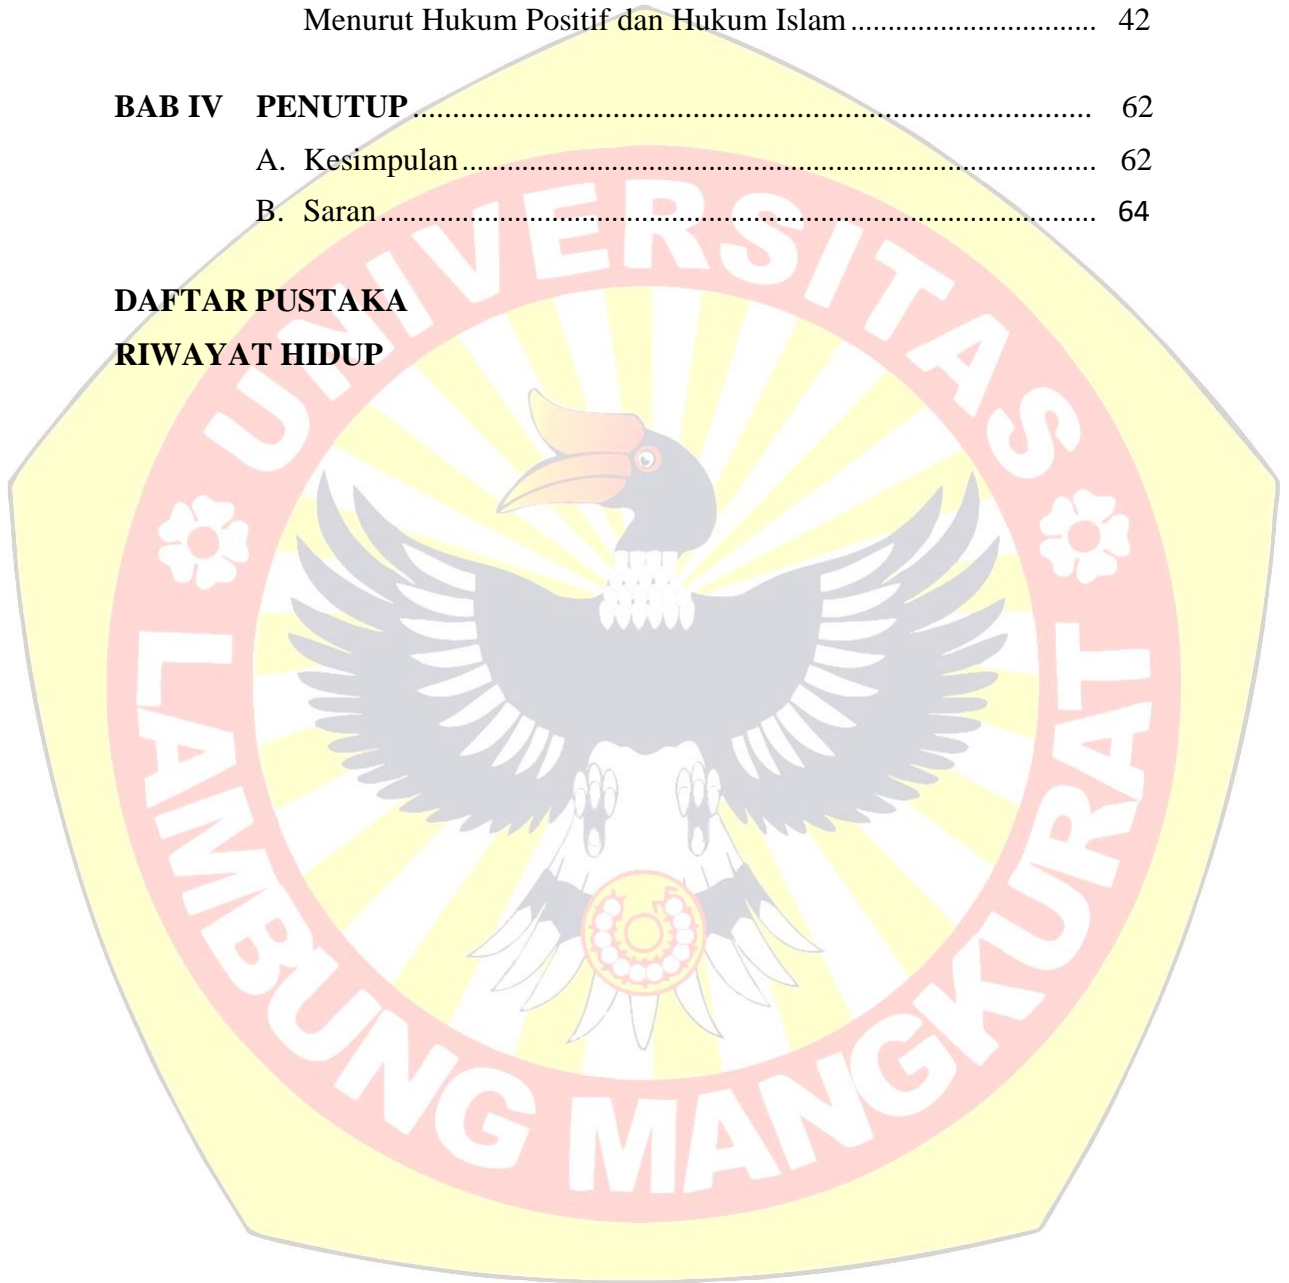 Menurut Hukum Positif dan Hukum Islam ................................. 42
BAB IV PENUTUP ..................................................................................... 62
A. Kesimpulan ..................................................................................... 62
B. Saran ................................................................................................ 64
DAFTAR PUSTAKA
RIWAYAT HIDUP
UNIVERSITAS
LAMBUNG MANGKURAT